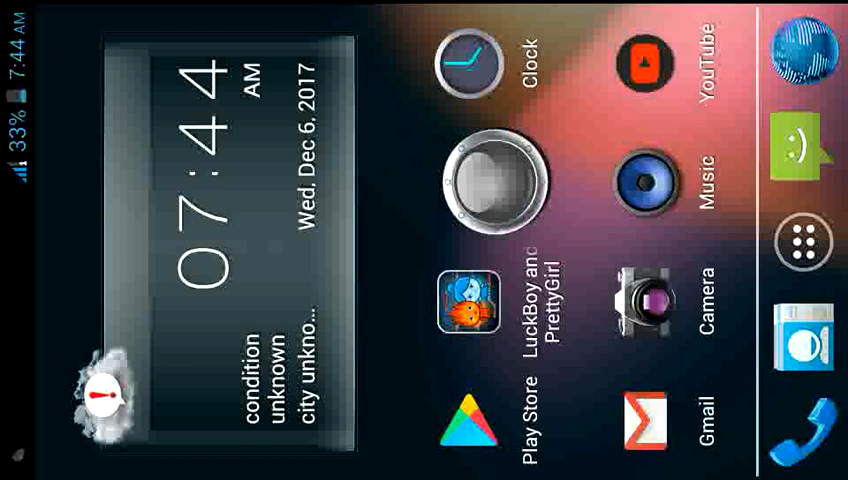 33% 7:44 AM
07:44
AM
condition
unknown
city unkno...
Wed, Dec 6, 2017
Play Store
LuckBoy and
PrettyGirl
Clock
Gmail
Camera
Music
YouTube